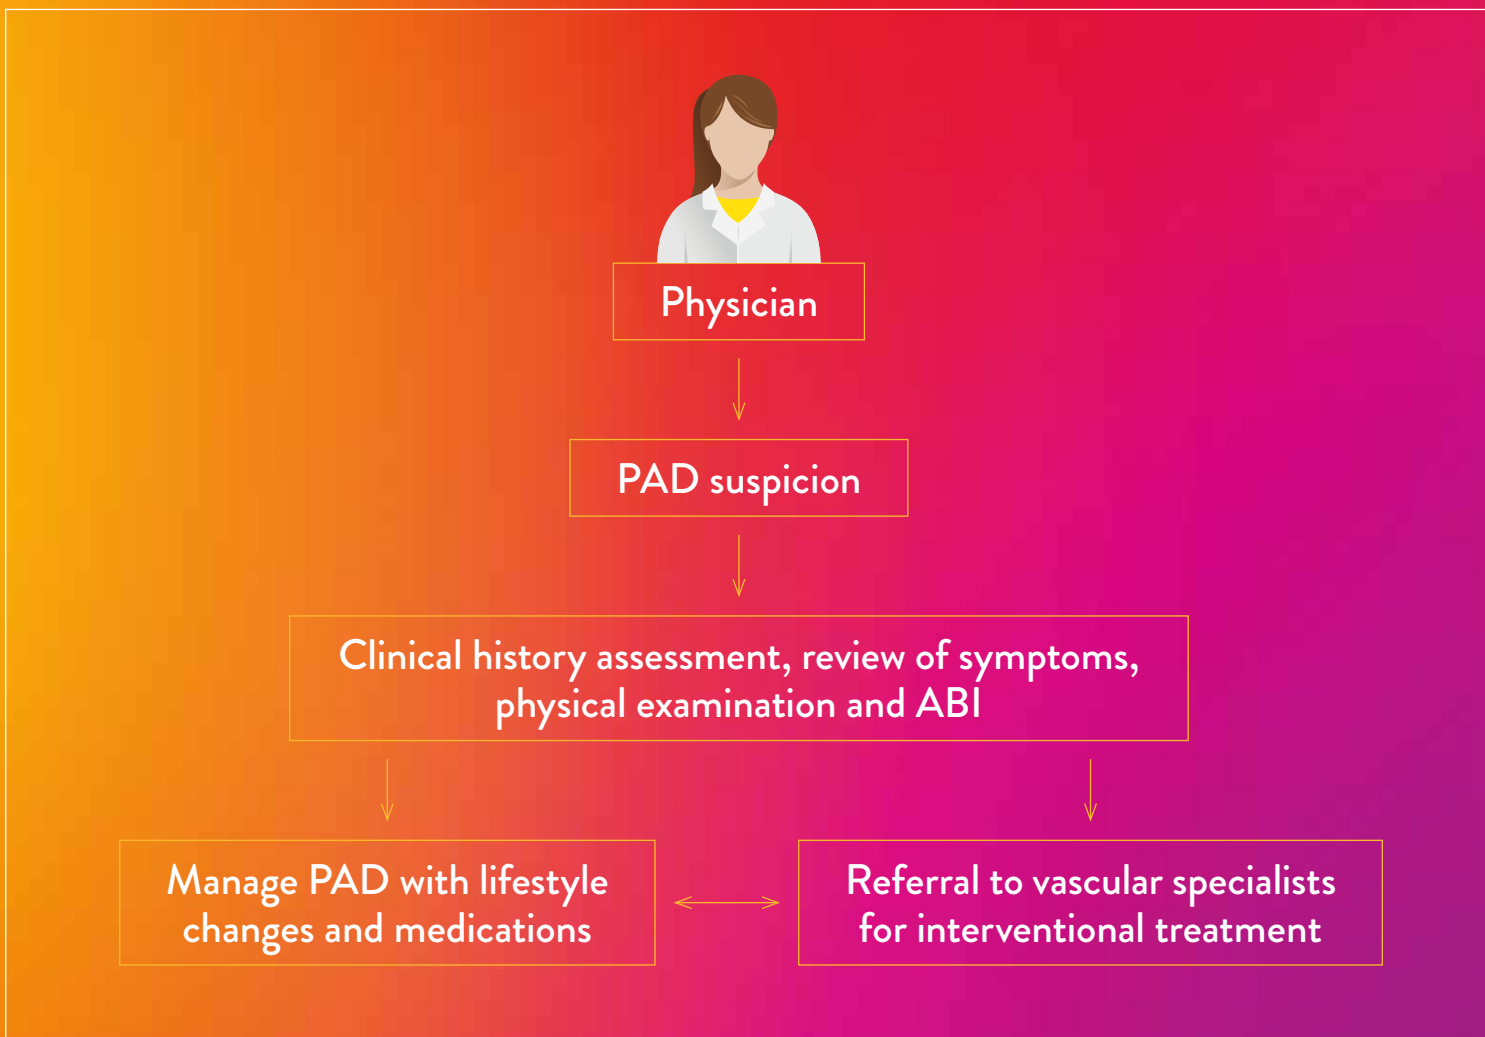 Physician
PAD suspicion
Clinical history assessment, review of symptoms,
physical examination and ABI
Manage PAD with lifestyle
changes and medications
Referral to vascular specialists
for interventional treatment